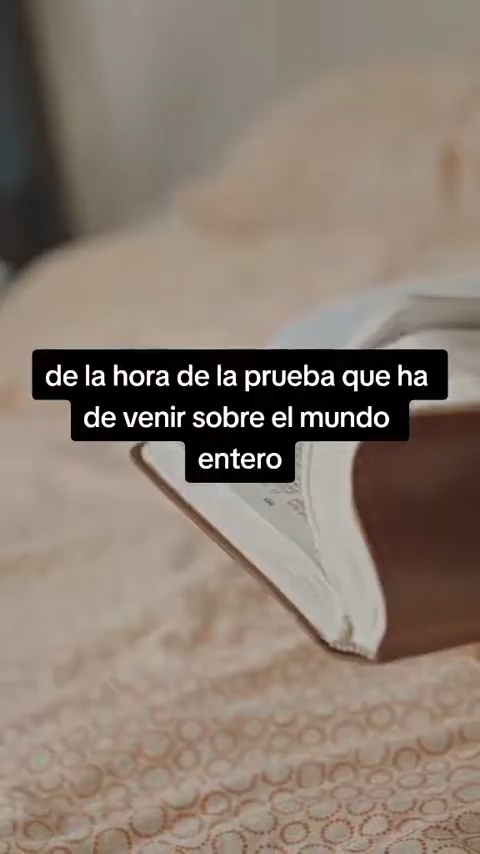 de la hora de la prueba que ha
de venir sobre el mundo
entero